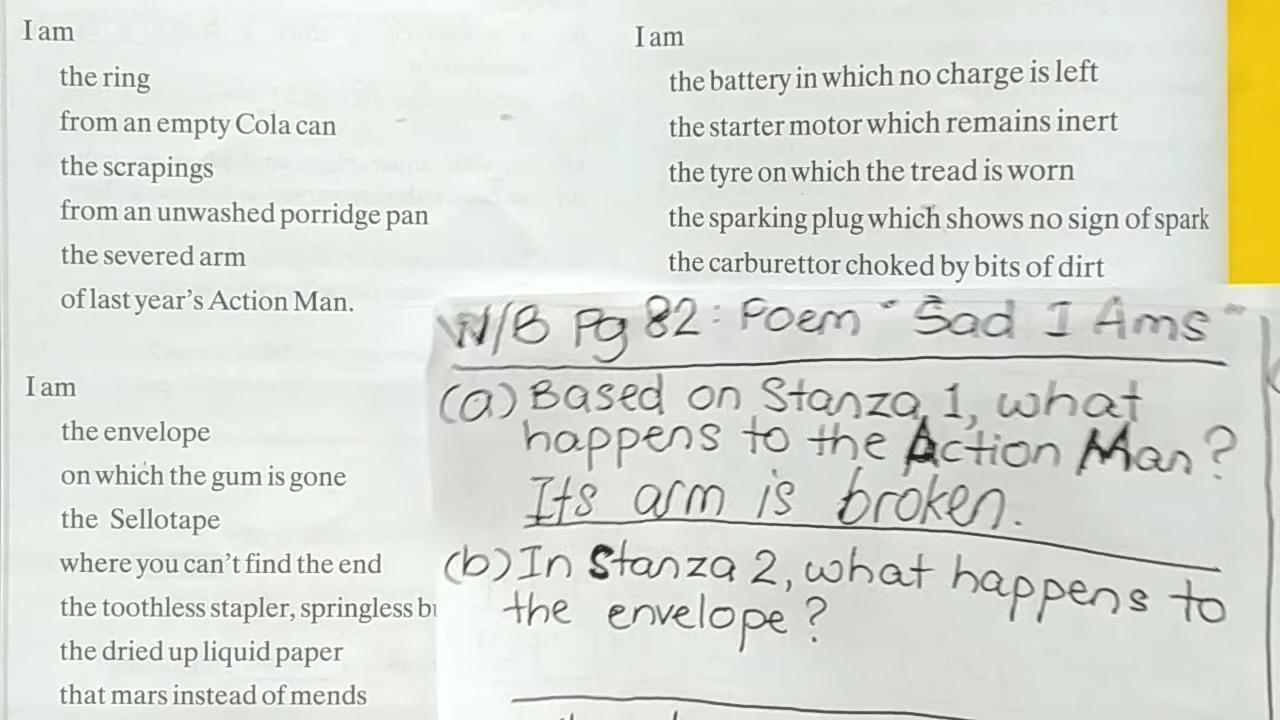 I am
the ring
from an empty Cola can
the scrapings
from an unwashed porridge pan
the severed arm
of last year's Action Man.
I am
the envelope
on which the gum is gone
the Sellotape
where you can't find the end
the toothless stapler, springless
the dried up liquid paper
that mars instead of mends
I am
the battery in which no charge is left
the starter motor which remains inert
the tyre on which the tread is worn
the sparking plug which shows no sign of spark
the carburettor choked by bits of dirt
W/B Pg 82: Poem "Sad I Ams"
(a) Based on Stanza 1, what
happens to the Action Man?
Its arm is broken.
(b) In Stanza 2, what happens to
the envelope?